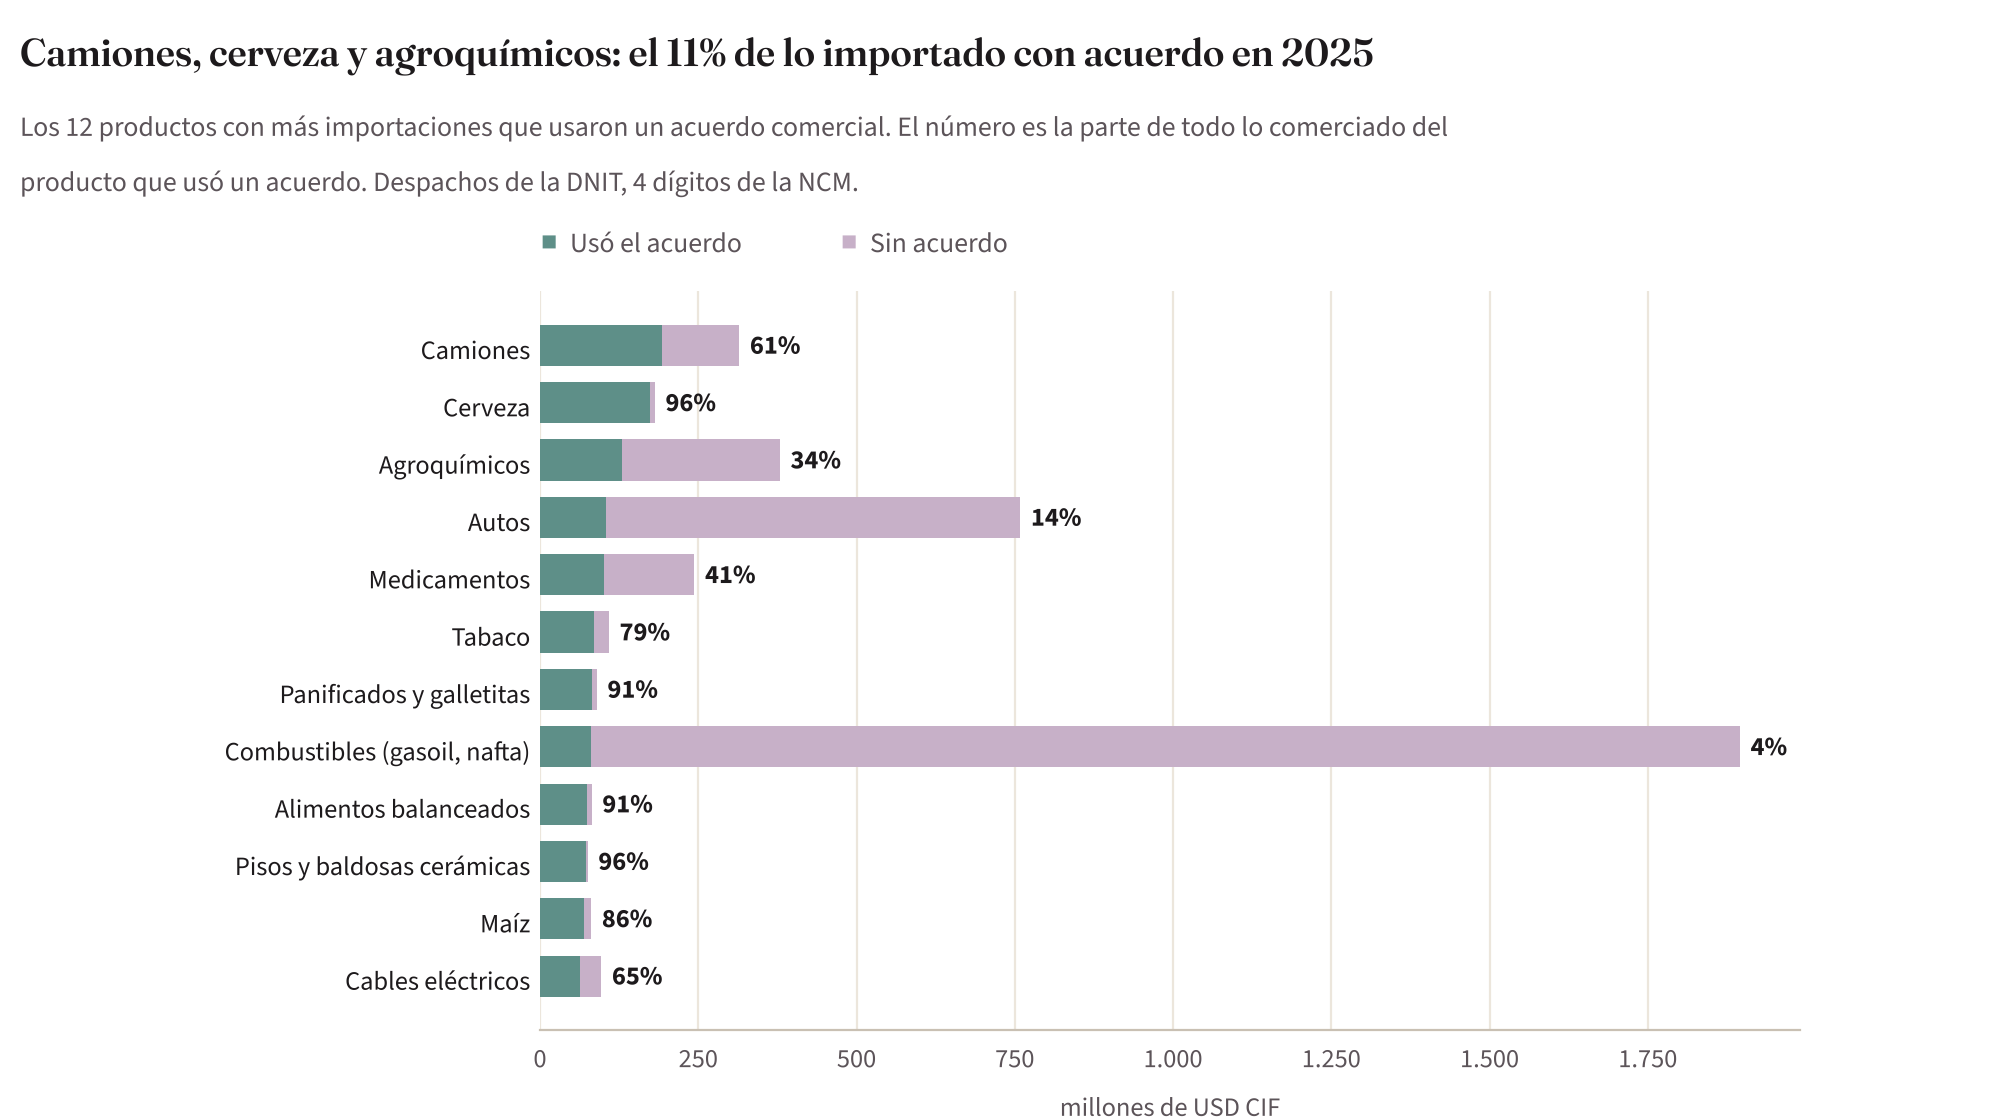 Camiones, cerveza y agroquímicos: el 11% de lo importado con acuerdo en 2025
Los 12 productos con más importaciones que usaron un acuerdo comercial. El número es la parte de todo lo comerciado del
producto que usó un acuerdo. Despachos de la DNIT, 4 dígitos de la NCM.
Usó el acuerdo
Sin acuerdo
Camiones 61%
Cerveza 96%
Agroquímicos 34%
Autos 14%
Medicamentos 41%
Tabaco 79%
Panificados y galletitas 91%
Combustibles (gasoil, nafta) 4%
Alimentos balanceados 91%
Pisos y baldosas cerámicas 96%
Maíz 86%
Cables eléctricos 65%
0 250 500 750 1.000 1.250 1.500 1.750
millones de USD CIF